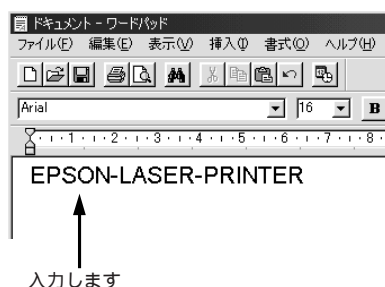 ドキュメント - ワードパッド
ファイル(F) 編集(E) 表示(V) 挿入(I) 書式(O) ヘルプ(H)
Arial 16 B
1 2 3 4 5 6 7 8
EPSON-LASER-PRINTER
入力します